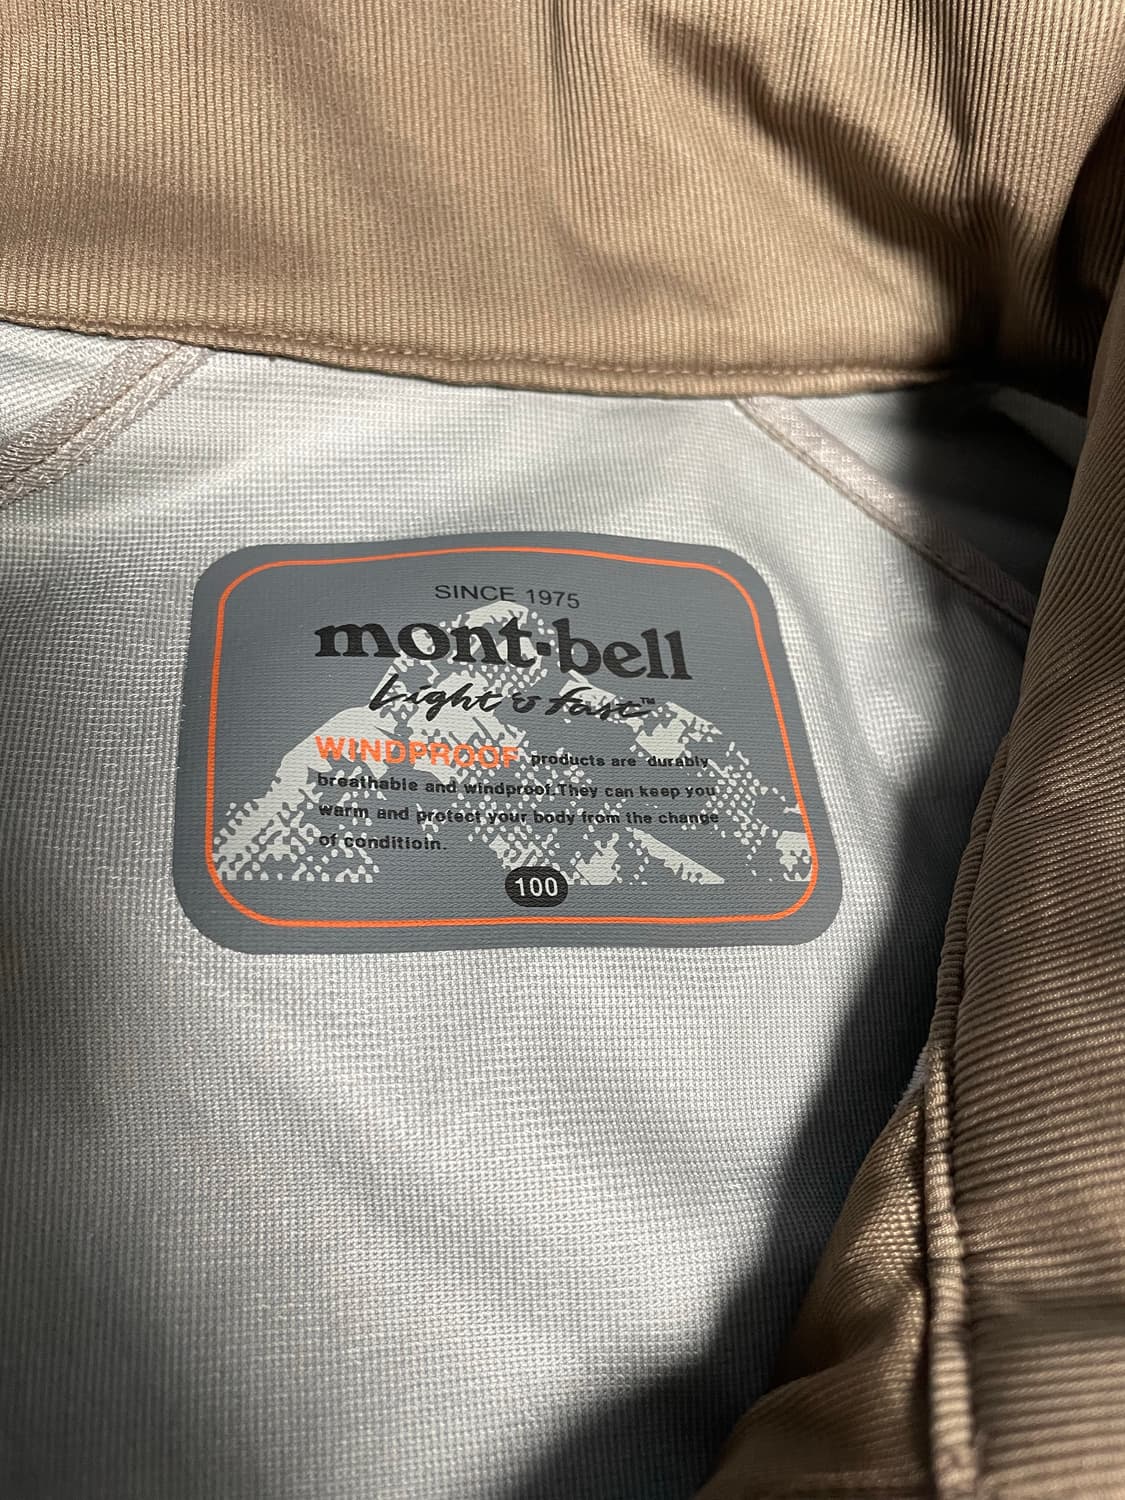 SINCE 1975
mont·bell
Light & Fast™
WINDPROOF products are durably
breathable and windproof.They can keep you
warm and protect your body from the change
of conditioin.
100